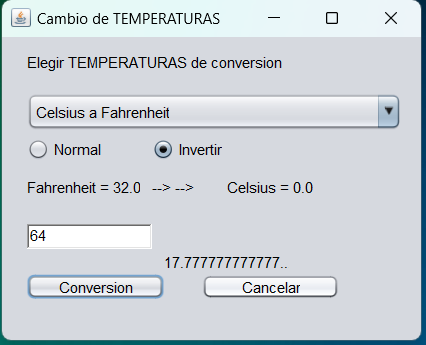 Cambio de TEMPERATURAS
Elegir TEMPERATURAS de conversion
Celsius a Fahrenheit
Normal Invertir
Fahrenheit = 32.0 --> --> Celsius = 0.0
64
17.777777777777..
Conversion Cancelar